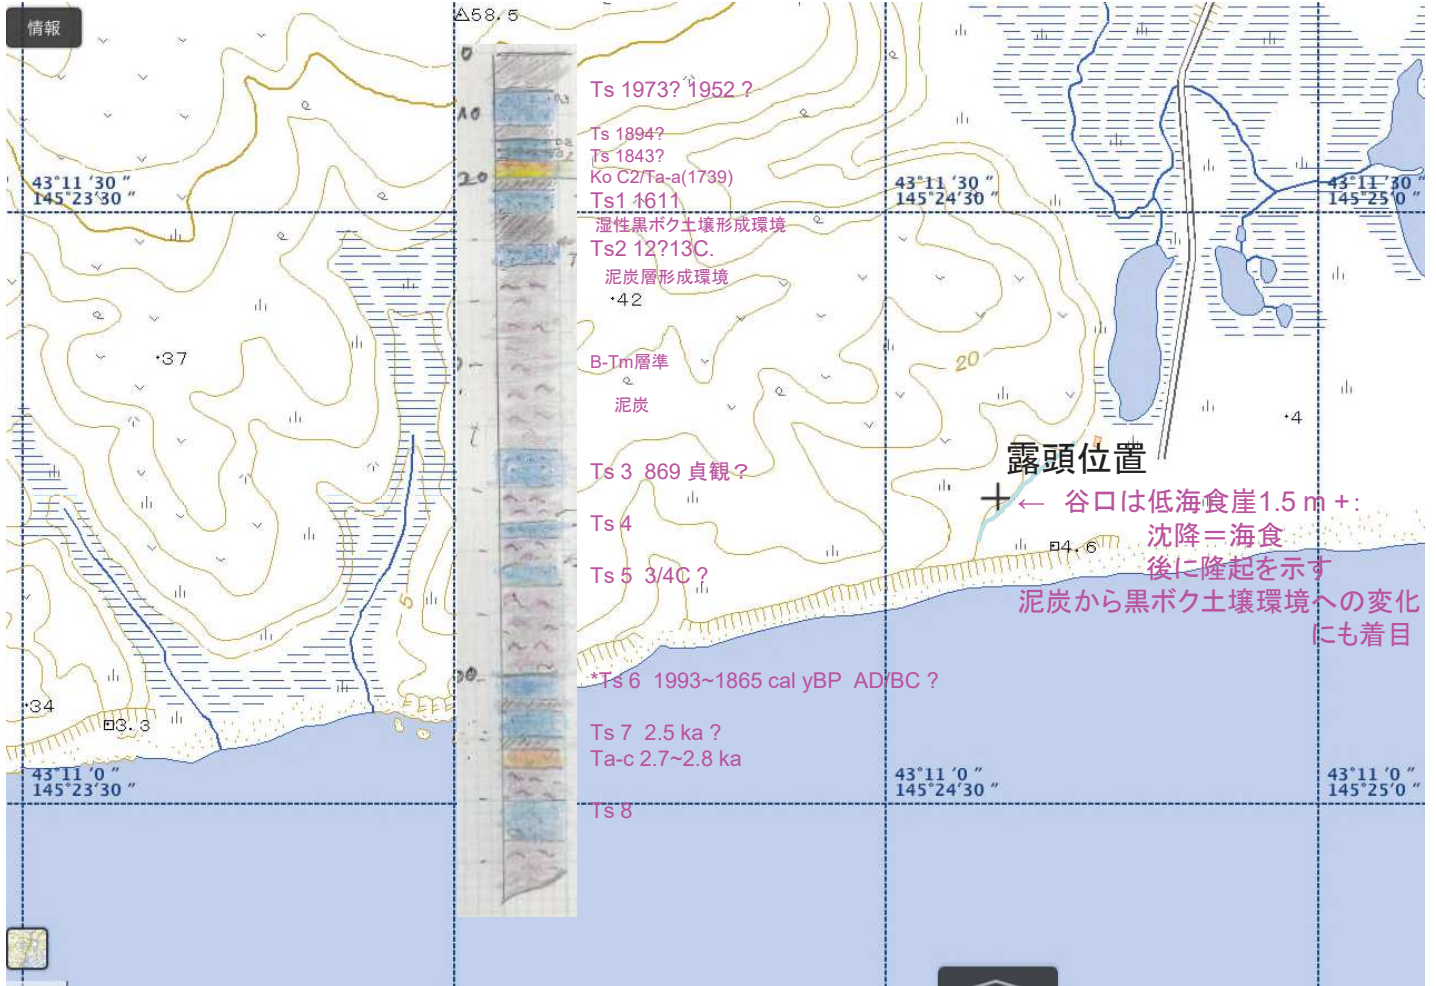 情報
58.5
0
Ts 1973? 1952 ?
10
Ts 1894?
Ts 1843?
Ko C2/Ta-a(1739)
20
43°11′30″
145°23′30″
43°11′30″
145°24′30″
43°11′30″
145°25′0″
Ts1 1611
湿性黒ボク土壌形成環境
Ts2 12?13C.
泥炭層形成環境
・42
・37
B-Tm層準
20
泥炭
・4
露頭位置
Ts 3 869 貞観?
← 谷口は低海食崖1.5 m +:
Ts 4
沈降=海食
4.6
後に隆起を示す
Ts 5 3/4C ?
5
泥炭から黒ボク土壌環境への変化
にも着目
*Ts 6 1993~1865 cal yBP AD/BC ?
・34
3.3
Ts 7 2.5 ka ?
Ta-c 2.7~2.8 ka
43°11′0″
145°23′30″
43°11′0″
145°24′30″
43°11′0″
145°25′0″
Ts 8